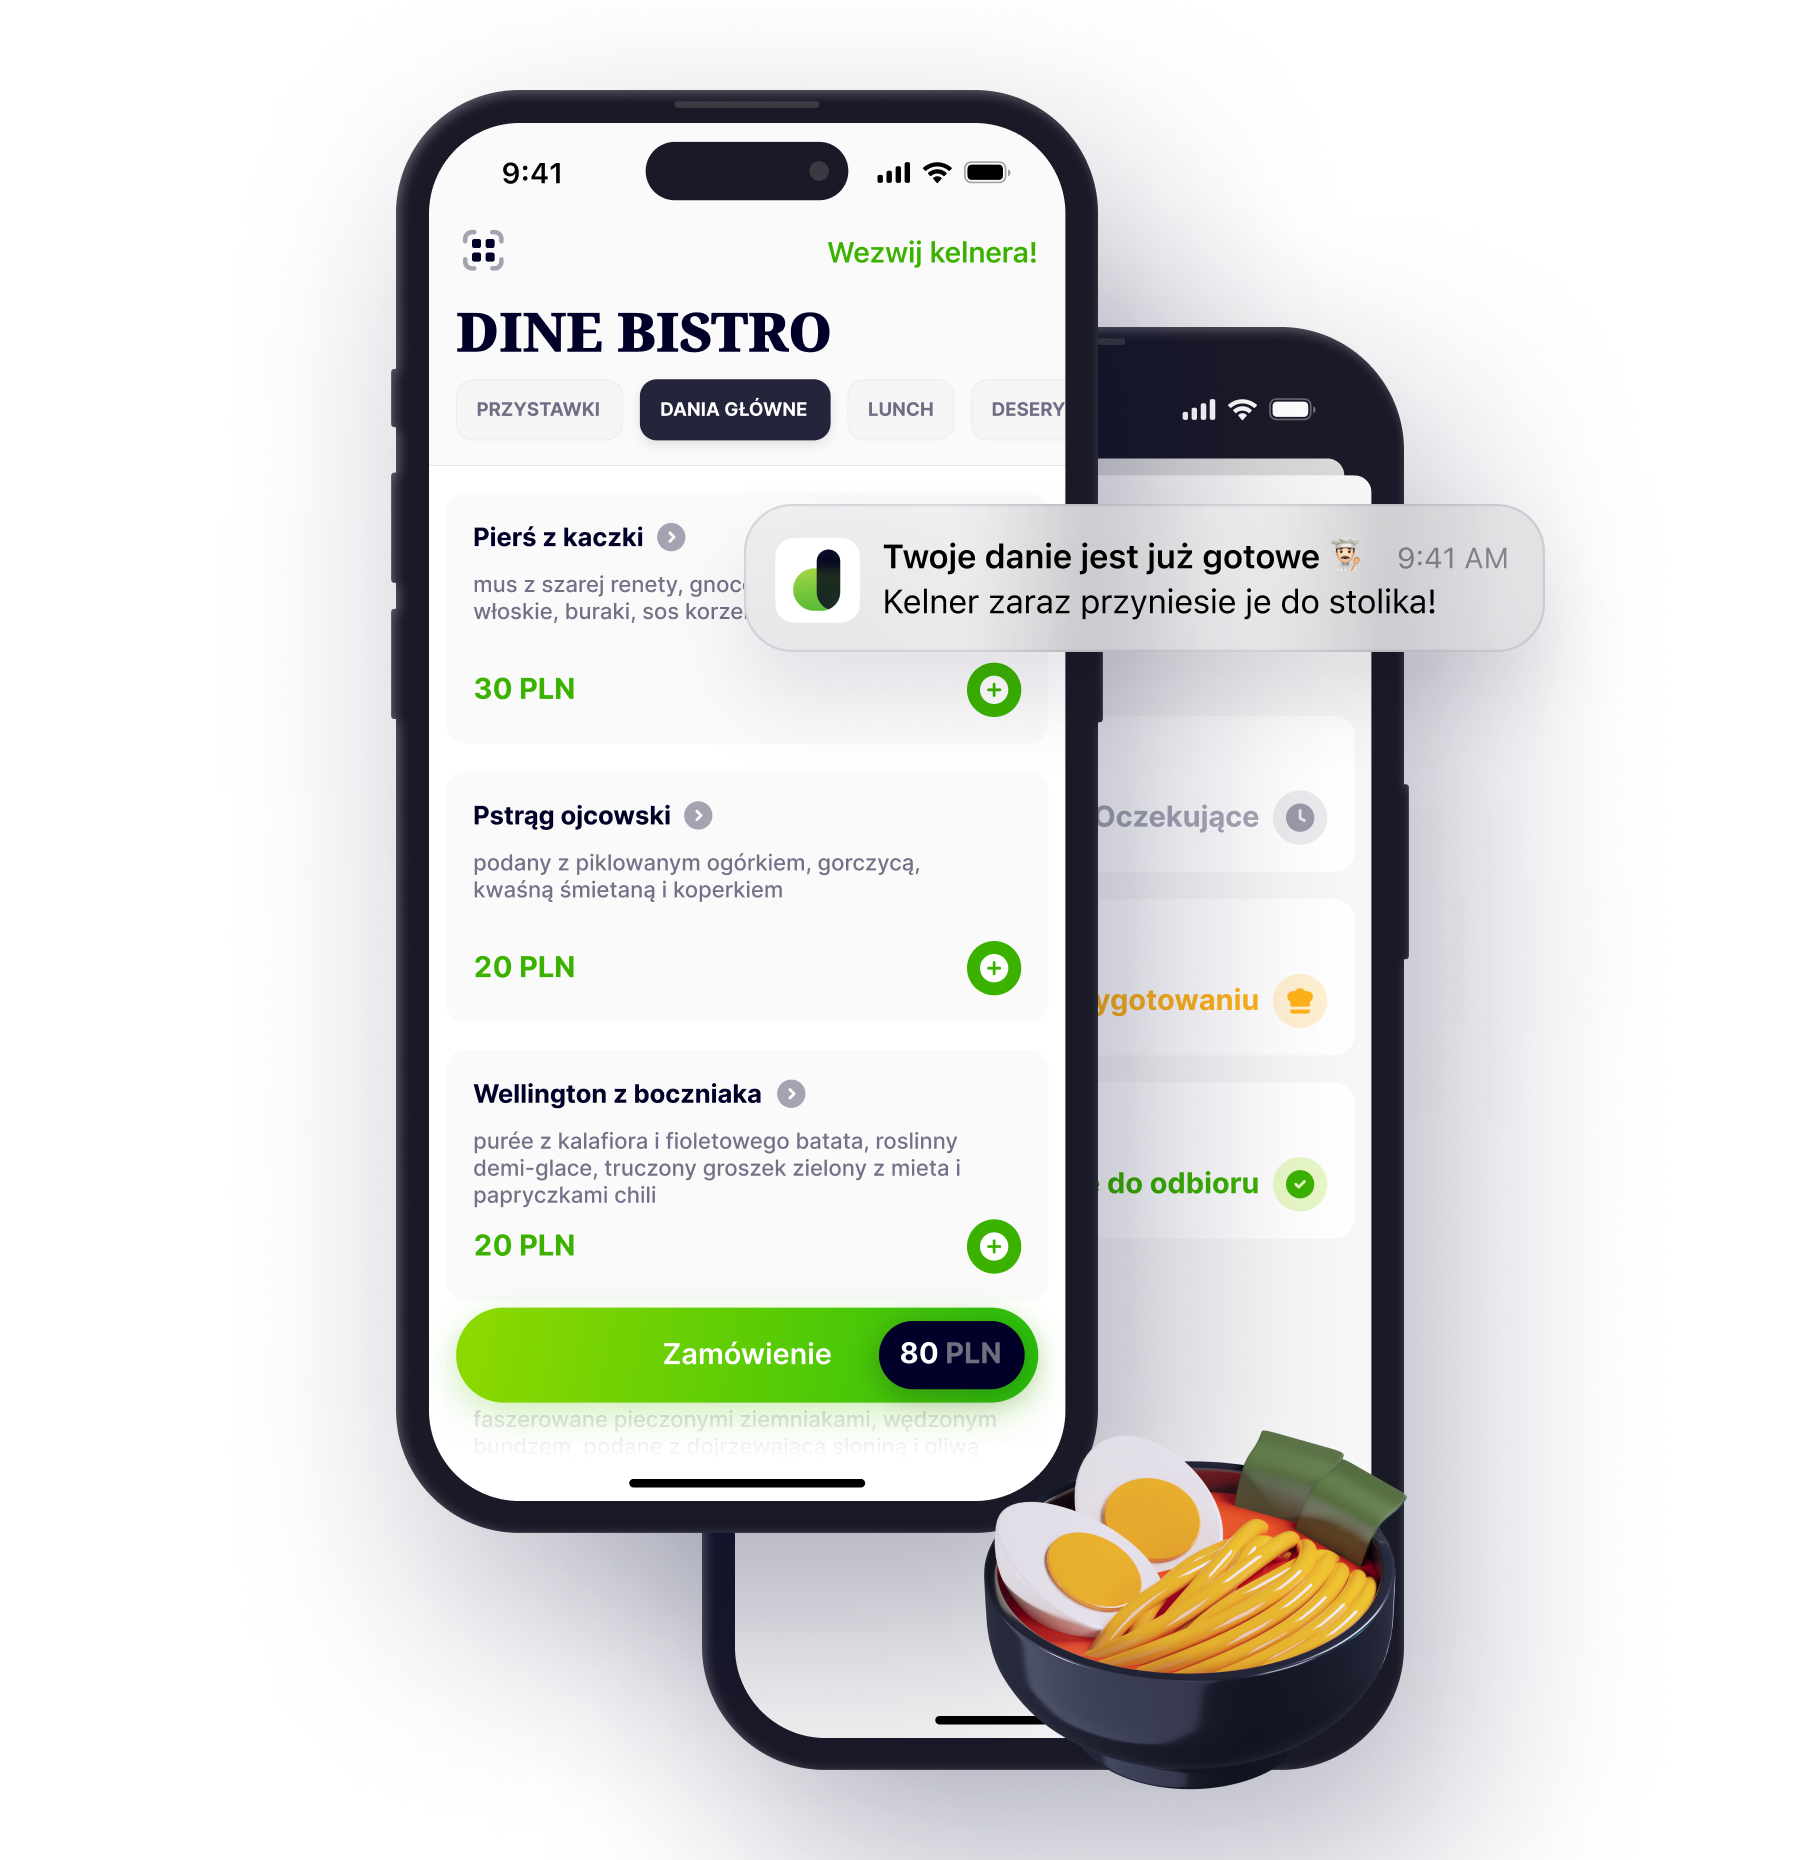 9:41
Wezwij kelnera!
DINE BISTRO
PRZYSTAWKI
DANIA GŁÓWNE
LUNCH
DESERY
Pierś z kaczki
mus z szarej renety,
włoskie, buraki, sos
30 PLN
Twoje danie jest już gotowe
9:41 AM
Kelner zaraz przyniesie je do stolika!
Pstrąg ojcowski
podany z piklowanym ogórkiem, gorczycą,
kwaśną śmietaną i koperkiem
20 PLN
Wellington z boczniaka
purée z kalafiora i fioletowego batata, roslinny
demi-glace, truczony groszek zielony z mieta i
papryczkami chili
20 PLN
Zamówienie
80 PLN
faszerowane pieczonymi ziemniakami, wędzonym
bundzem, podane z dojrzewającą słoniną i oliwą
Oczekujące
ygotowaniu
do odbioru